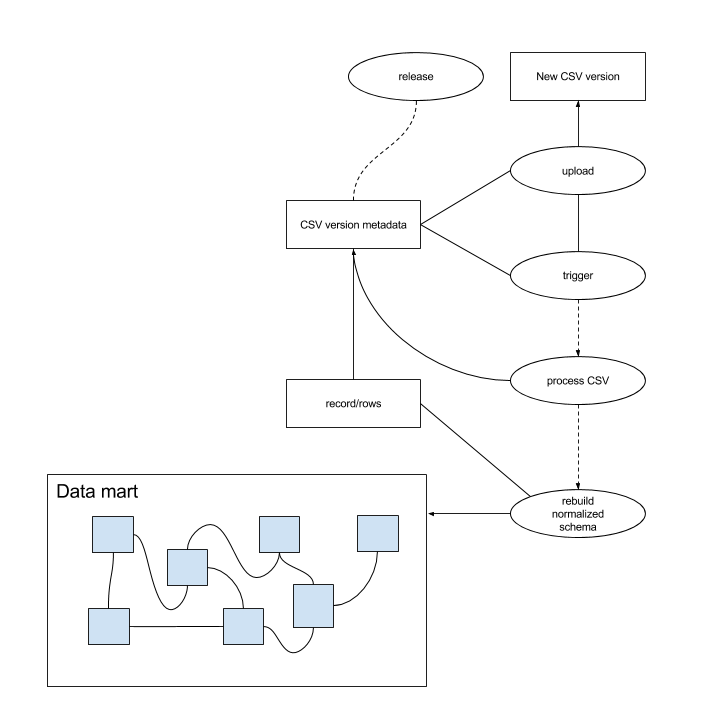 release
New CSV version
upload
CSV version metadata
trigger
process CSV
record/rows
Data mart
rebuild
normalized
schema